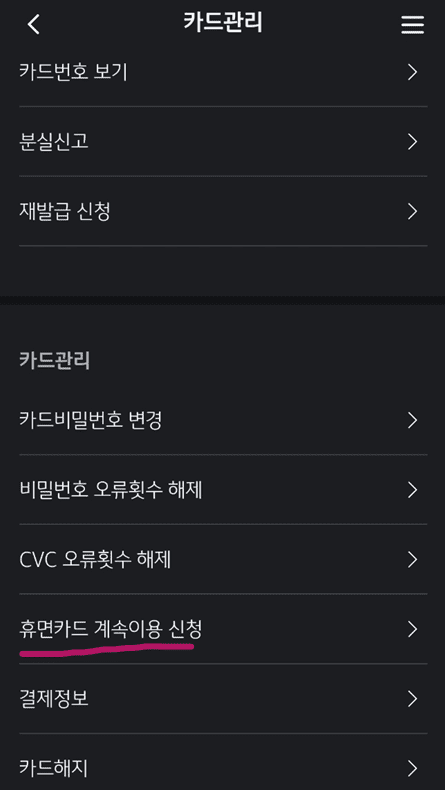 카드관리
카드번호 보기
분실신고
재발급 신청
카드관리
카드비밀번호 변경
비밀번호 오류횟수 해제
CVC 오류횟수 해제
휴면카드 계속이용 신청
결제정보
카드해지